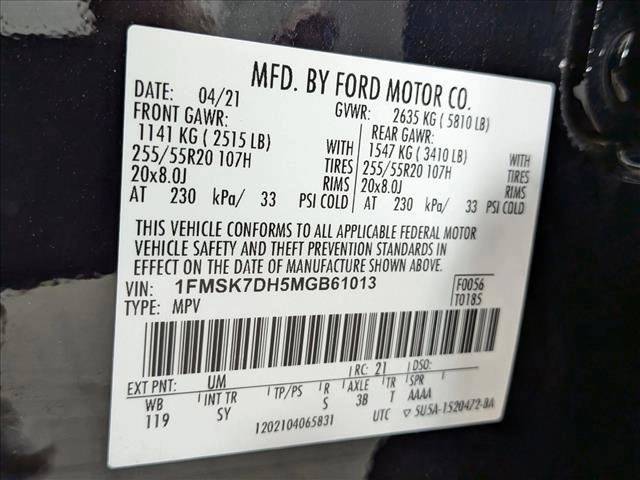 MFD. BY FORD MOTOR CO.
DATE: 04/21 GVWR: 2635 KG ( 5810 LB)
FRONT GAWR: REAR GAWR:
1141 KG ( 2515 LB) WITH 1547 KG ( 3410 LB) WITH
255/55R20 107H TIRES 255/55R20 107H TIRES
20x8.0J RIMS 20x8.0J RIMS
AT 230 kPa/ 33 PSI COLD AT 230 kPa/ 33 PSI COLD
THIS VEHICLE CONFORMS TO ALL APPLICABLE FEDERAL MOTOR
VEHICLE SAFETY AND THEFT PREVENTION STANDARDS IN
EFFECT ON THE DATE OF MANUFACTURE SHOWN ABOVE.
VIN: 1FMSK7DH5MGB61013 F0056
TYPE: MPV T0185
EXT PNT: UM RC: 21 DSO:
WB INT TR TP/PS R AXLE TR SPR
119 SY S 3B T AAAA
1202104065831 UTC 5U5A-1520472-BA